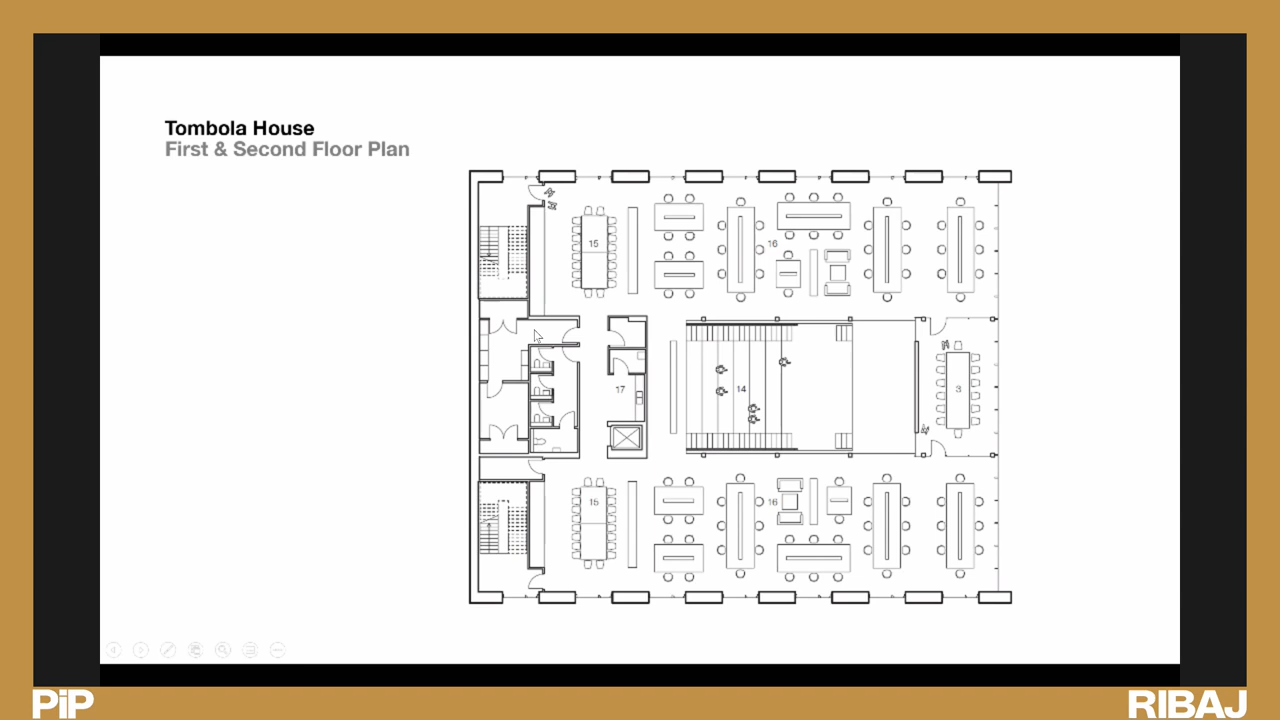 Tombola House
First & Second Floor Plan
15
16
17
14
3
15
16
PiP
RIBAJ